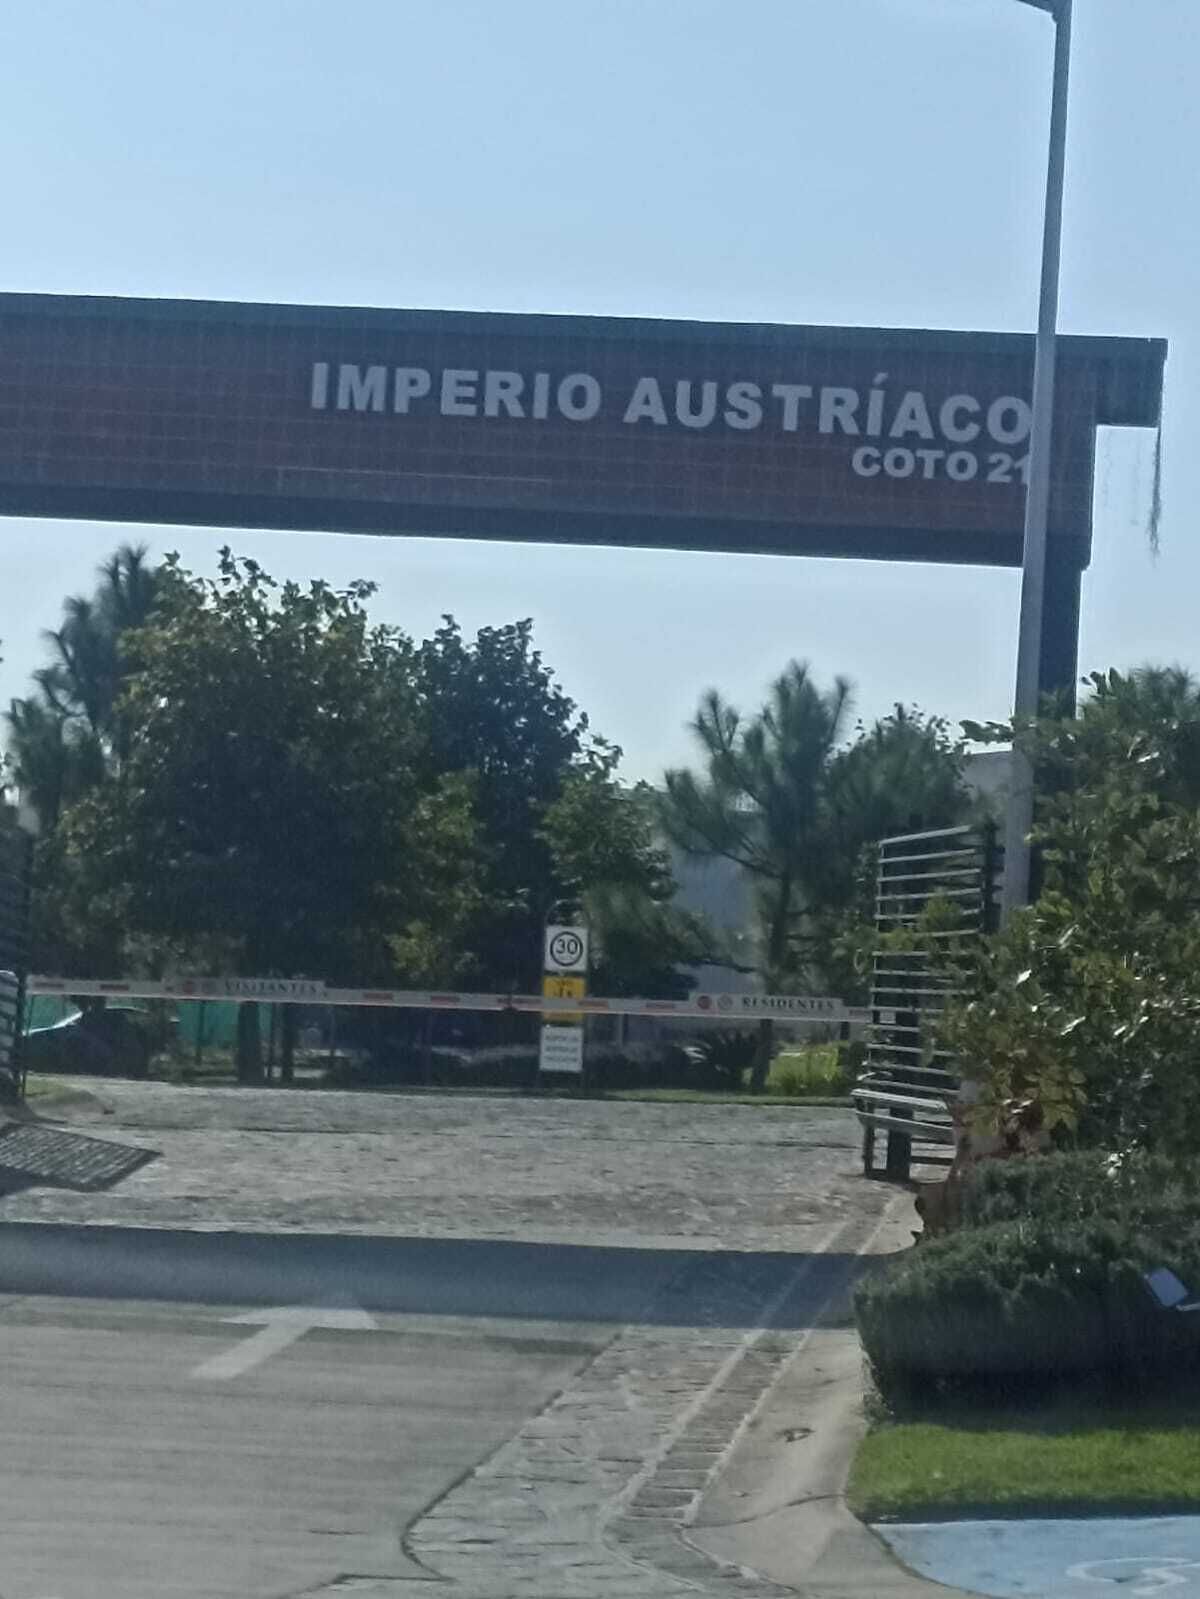 IMPERIO AUSTRÍACO
COTO 21
30
VISITANTES
RESIDENTES